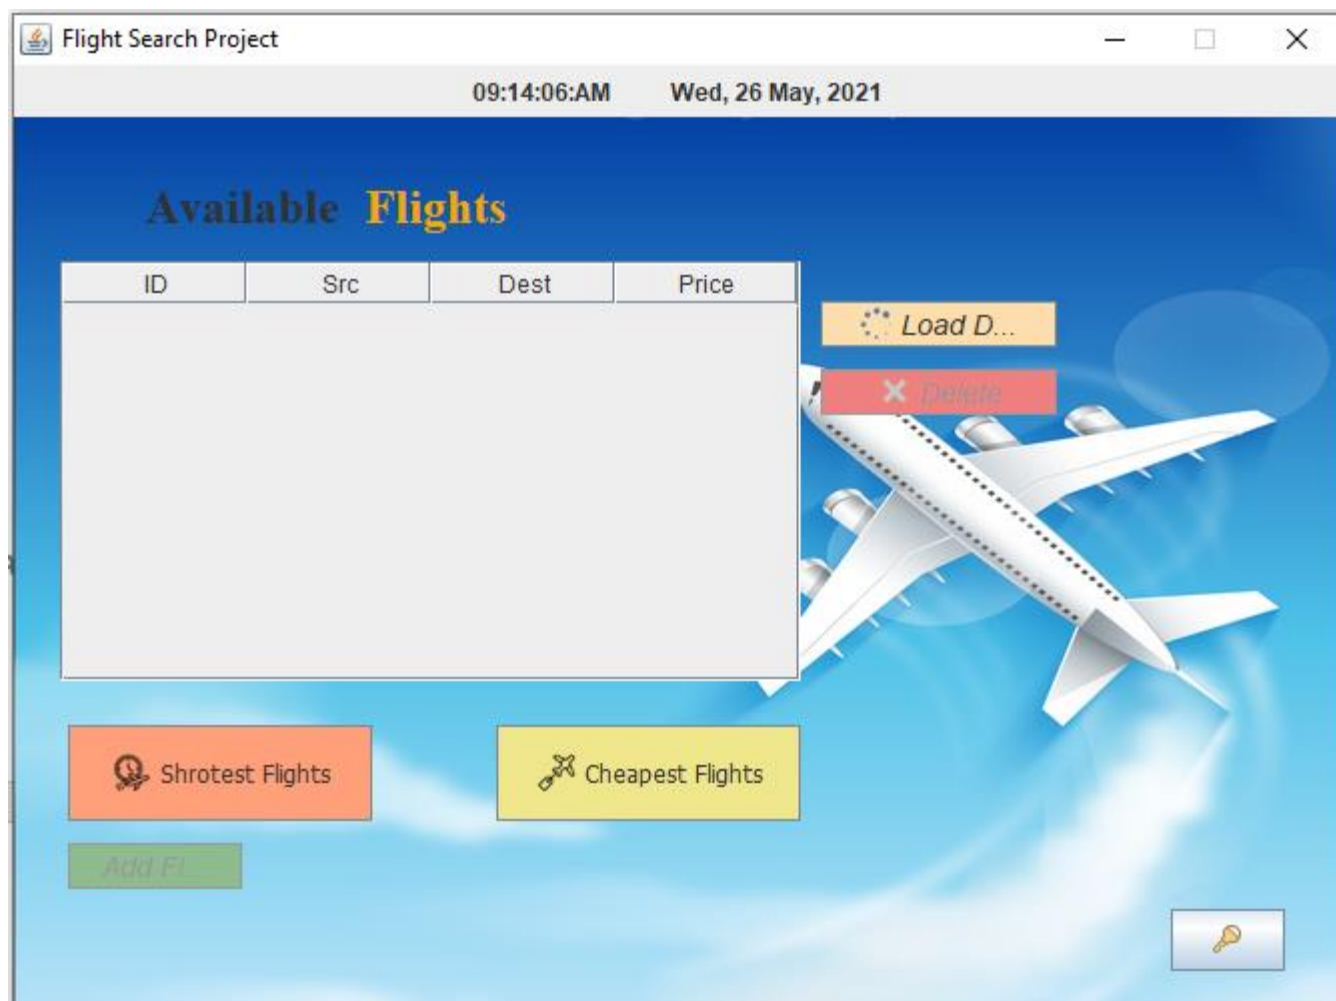 Flight Search Project
09:14:06:AM Wed, 26 May, 2021
Available Flights
ID Src Dest Price
Load D...
Delete
Shrotest Flights
Cheapest Flights
Add Fl...